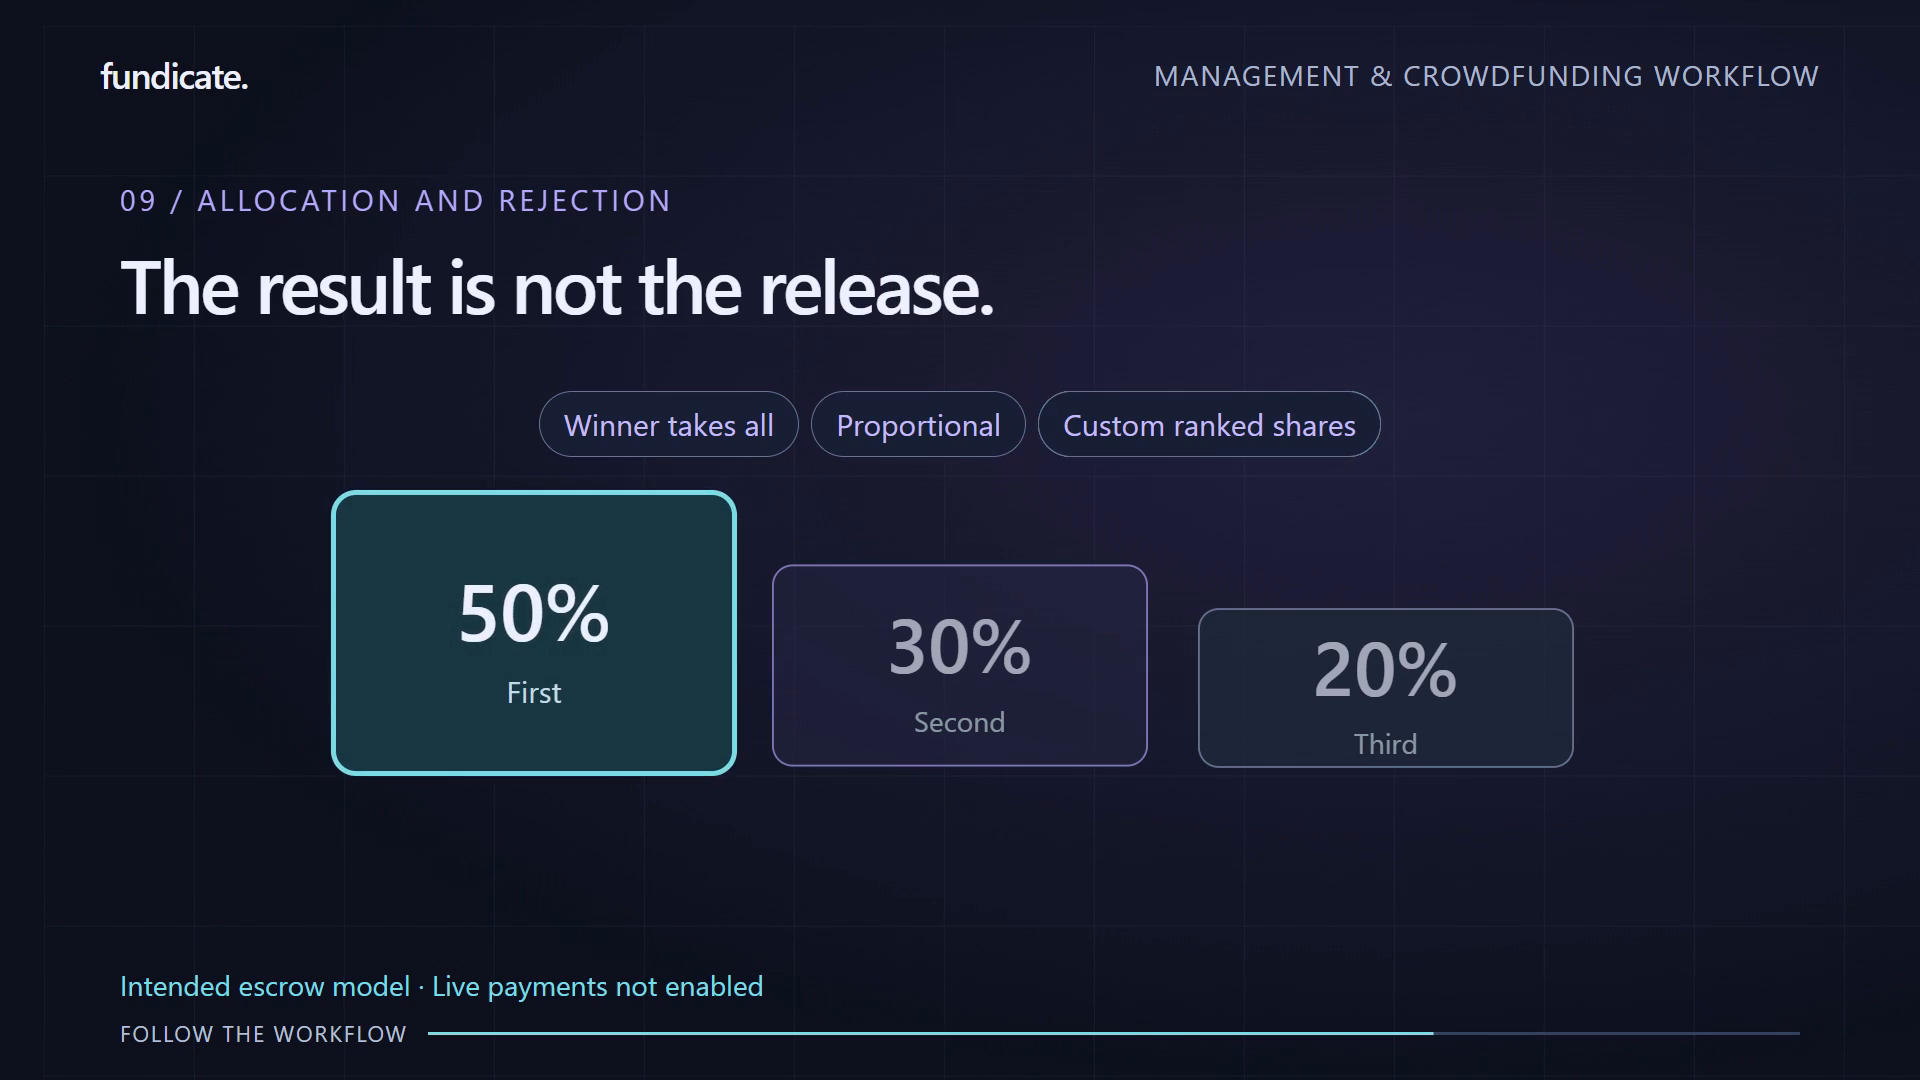 fundicate.
MANAGEMENT & CROWDFUNDING WORKFLOW
09 / ALLOCATION AND REJECTION
The result is not the release.
Winner takes all
Proportional
Custom ranked shares
50%
First
30%
Second
20%
Third
Intended escrow model · Live payments not enabled
FOLLOW THE WORKFLOW